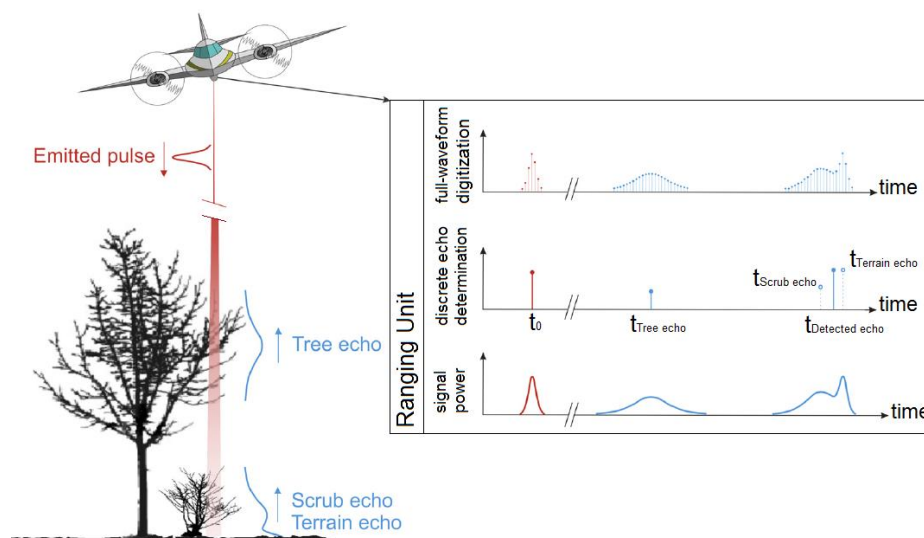 Emitted pulse
Tree echo
Scrub echo
Terrain echo
Ranging Unit
full-waveform
digitization
time
discrete echo
determination
t0
tTree echo
tScrub echo
tTerrain echo
tDetected echo
time
signal
power
time